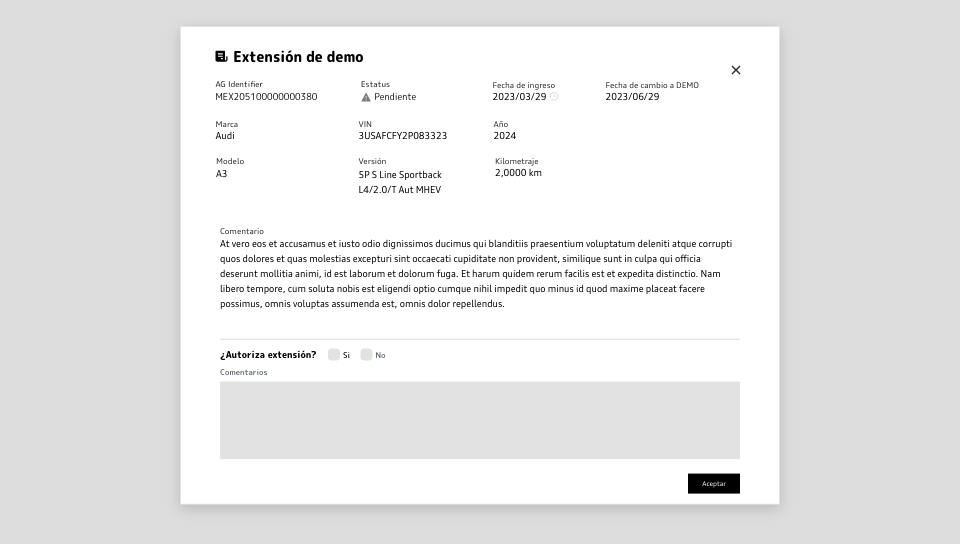 Extensión de demo
AG Identifier
MEX205100000000380
Estatus
Pendiente
Fecha de ingreso
2023/03/29
Fecha de cambio a DEMO
2023/06/29
Marca
Audi
VIN
3USAFCFY2P083323
Año
2024
Modelo
A3
Versión
5P S Line Sportback
L4/2.0/T Aut MHEV
Kilometraje
2,0000 km
Comentario
At vero eos et accusamus et iusto odio dignissimos ducimus qui blanditiis praesentium voluptatum deleniti atque corrupti
quos dolores et quas molestias excepturi sint occaecati cupiditate non provident, similique sunt in culpa qui officia
deserunt mollitia animi, id est laborum et dolorum fuga. Et harum quidem rerum facilis est et expedita distinctio. Nam
libero tempore, cum soluta nobis est eligendi optio cumque nihil impedit quo minus id quod maxime placeat facere
possimus, omnis voluptas assumenda est, omnis dolor repellendus.
¿Autoriza extensión?
Si
No
Comentarios
Aceptar